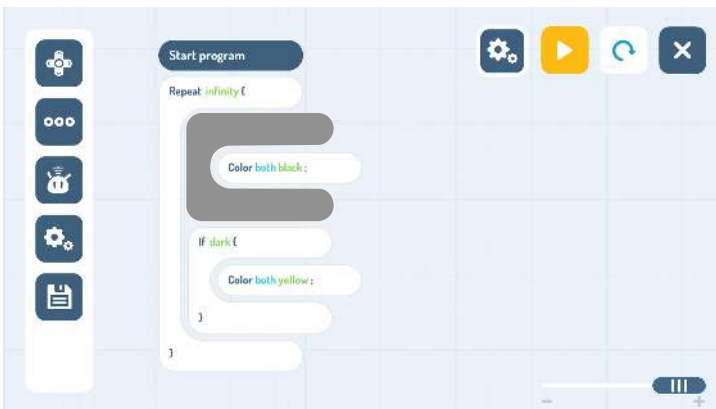 Start program
Repeat infinity {
Color both black ;
If dark {
Color both yellow ;
}
}